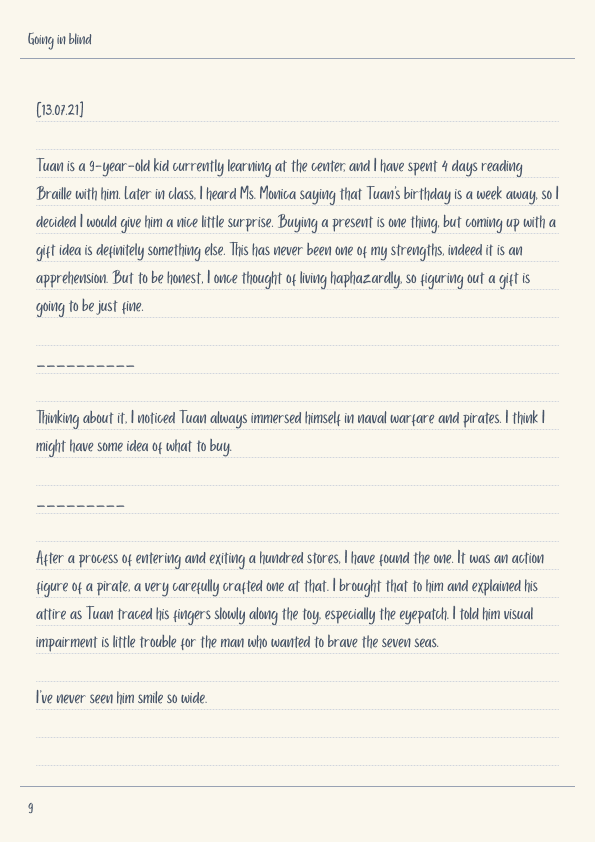 Going in blind
[13.07.21]
Tuan is a 9-year-old kid currently learning at the center, and I have spent 4 days reading
Braille with him. Later in class, I heard Ms. Monica saying that Tuan's birthday is a week away, so I
decided I would give him a nice little surprise. Buying a present is one thing, but coming up with a
gift idea is definitely something else. This has never been one of my strengths, indeed it is an
apprehension. But to be honest, I once thought of living haphazardly, so figuring out a gift is
going to be just fine.
__________
Thinking about it, I noticed Tuan always immersed himself in naval warfare and pirates. I think I
might have some idea of what to buy.
_________
After a process of entering and exiting a hundred stores, I have found the one. It was an action
figure of a pirate, a very carefully crafted one at that. I brought that to him and explained his
attire as Tuan traced his fingers slowly along the toy, especially the eyepatch. I told him visual
impairment is little trouble for the man who wanted to brave the seven seas.
I've never seen him smile so wide.
9